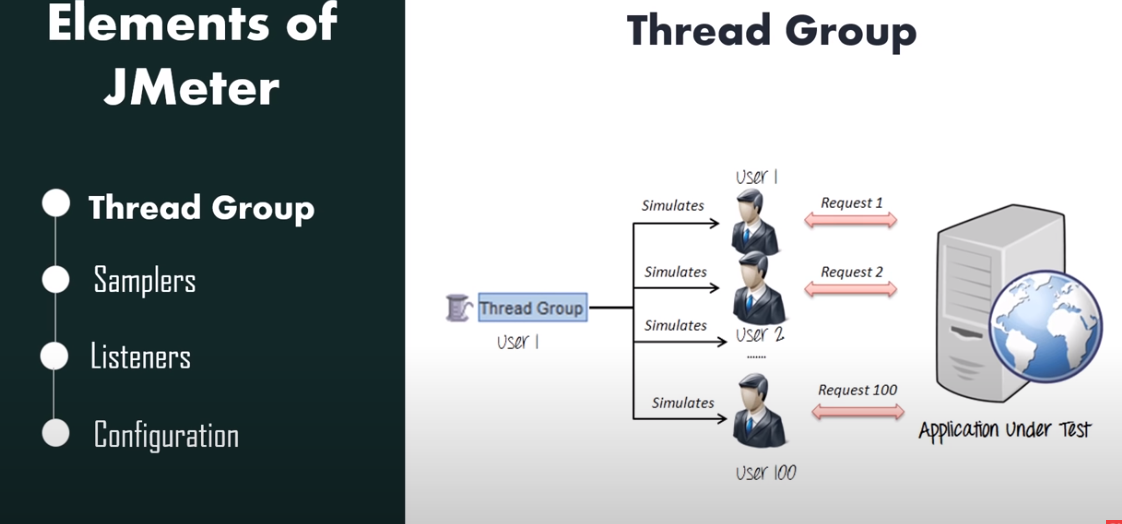 Elements of
JMeter
Thread Group
Samplers
Listeners
Configuration
Thread Group
User 1
Simulates
Request 1
Simulates
Request 2
Thread Group
User 1
Simulates
User 2
.......
Simulates
Request 100
Application Under Test
User 100